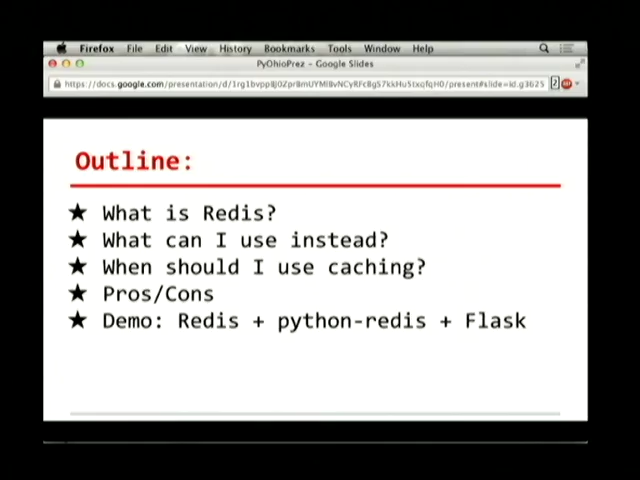 Firefox File Edit View History Bookmarks Tools Window Help
PyOhioPrez - Google Slides
Outline:
★ What is Redis?
★ What can I use instead?
★ When should I use caching?
★ Pros/Cons
★ Demo: Redis + python-redis + Flask